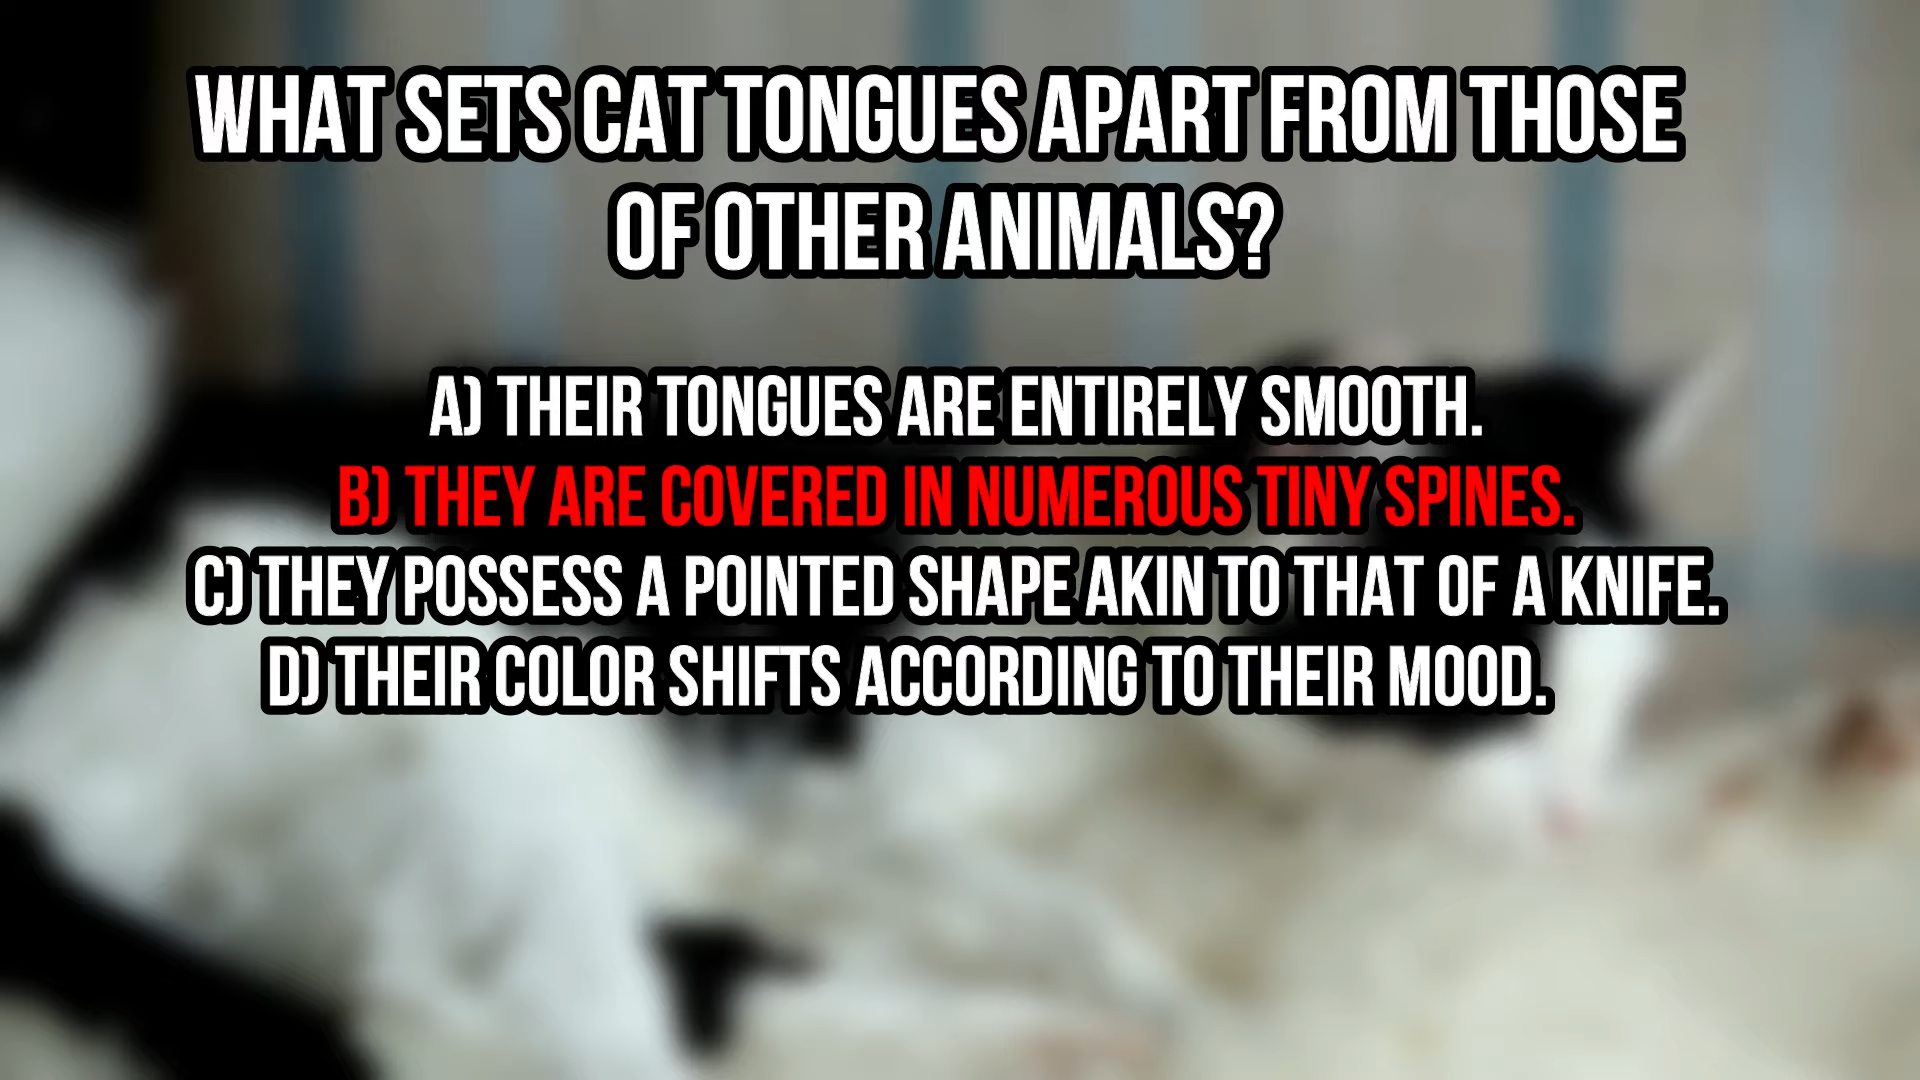 WHAT SETS CAT TONGUES APART FROM THOSE
OF OTHER ANIMALS?
A) THEIR TONGUES ARE ENTIRELY SMOOTH.
B) THEY ARE COVERED IN NUMEROUS TINY SPINES.
C) THEY POSSESS A POINTED SHAPE AKIN TO THAT OF A KNIFE.
D) THEIR COLOR SHIFTS ACCORDING TO THEIR MOOD.